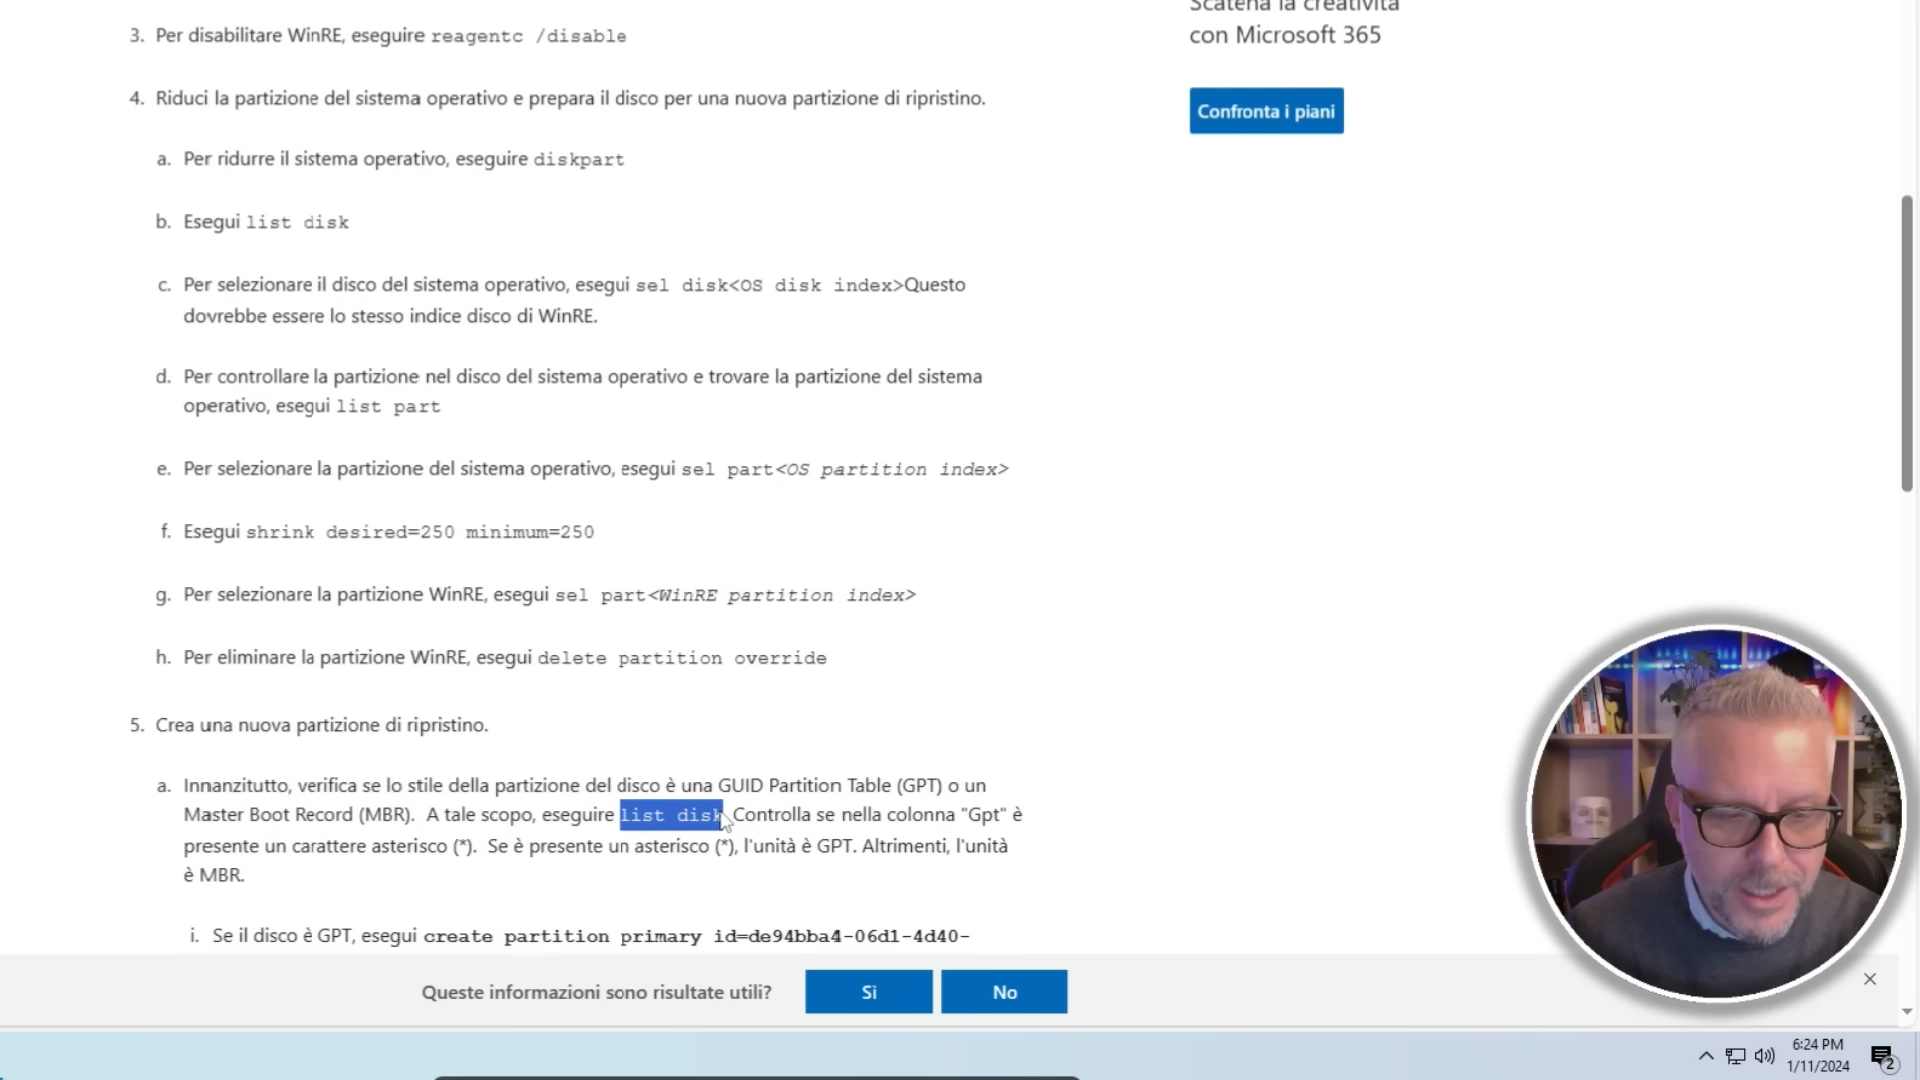 Scatena la creatività
con Microsoft 365
Confronta i piani
3. Per disabilitare WinRE, eseguire reagentc /disable
4. Riduci la partizione del sistema operativo e prepara il disco per una nuova partizione di ripristino.
a. Per ridurre il sistema operativo, eseguire diskpart
b. Esegui list disk
c. Per selezionare il disco del sistema operativo, esegui sel disk<OS disk index>Questo
dovrebbe essere lo stesso indice disco di WinRE.
d. Per controllare la partizione nel disco del sistema operativo e trovare la partizione del sistema
operativo, esegui list part
e. Per selezionare la partizione del sistema operativo, esegui sel part<OS partition index>
f. Esegui shrink desired=250 minimum=250
g. Per selezionare la partizione WinRE, esegui sel part<WinRE partition index>
h. Per eliminare la partizione WinRE, esegui delete partition override
5. Crea una nuova partizione di ripristino.
a. Innanzitutto, verifica se lo stile della partizione del disco è una GUID Partition Table (GPT) o un
Master Boot Record (MBR).  A tale scopo, eseguire list disk. Controlla se nella colonna "Gpt" è
presente un carattere asterisco (*).  Se è presente un asterisco (*), l'unità è GPT. Altrimenti, l'unità
è MBR.
i. Se il disco è GPT, esegui create partition primary id=de94bba4-06d1-4d40-
Queste informazioni sono risultate utili?
Sì
No
6:24 PM
1/11/2024
2